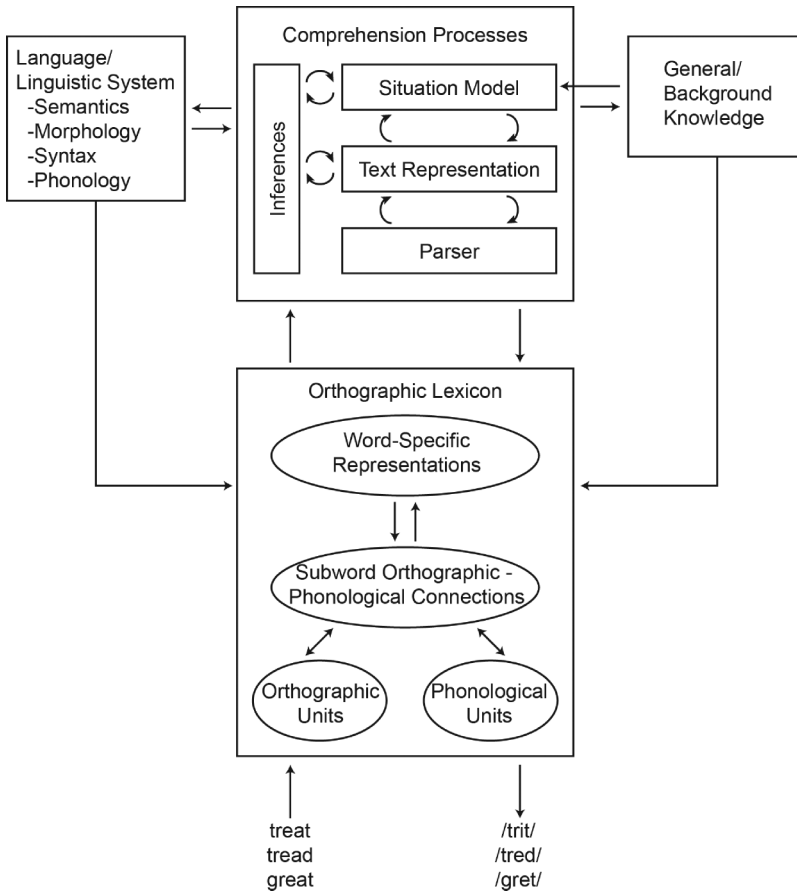 Language/
Linguistic System
-Semantics
-Morphology
-Syntax
-Phonology
Comprehension Processes
Inferences
Situation Model
Text Representation
Parser
General/
Background
Knowledge
Orthographic Lexicon
Word-Specific
Representations
Subword Orthographic -
Phonological Connections
Orthographic
Units
Phonological
Units
treat
tread
great
/trit/
/tred/
/gret/